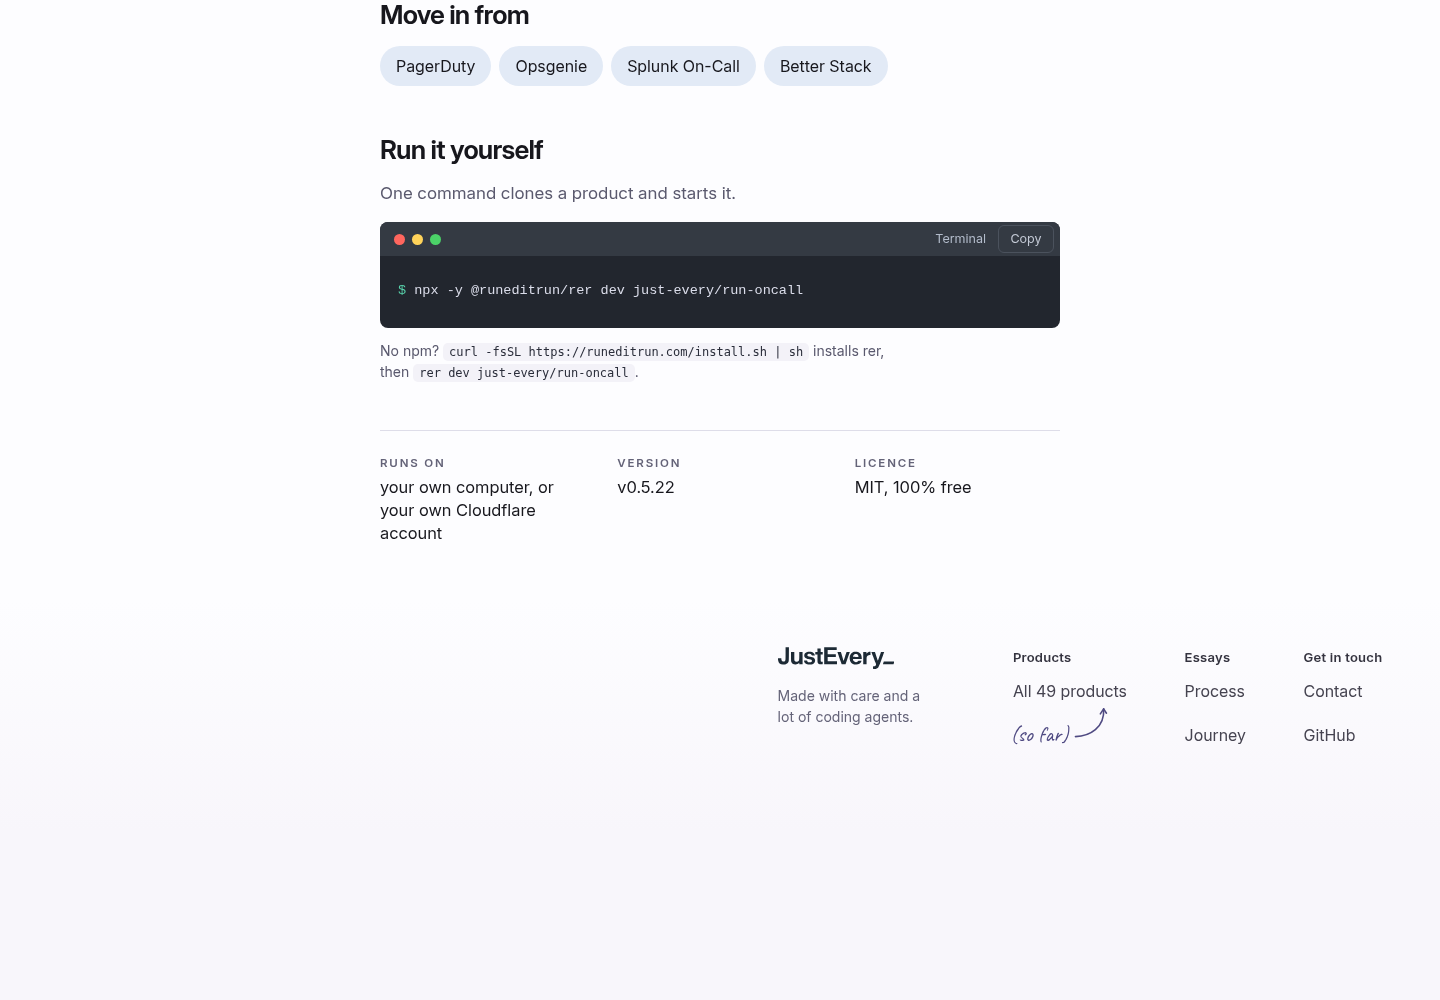 Move in from
PagerDuty
Opsgenie
Splunk On-Call
Better Stack
Run it yourself
One command clones a product and starts it.
Terminal
Copy
$ npx -y @runeditrun/rer dev just-every/run-oncall
No npm? curl -fsSL https://runeditrun.com/install.sh | sh installs rer,
then rer dev just-every/run-oncall.
RUNS ON
your own computer, or
your own Cloudflare
account
VERSION
v0.5.22
LICENCE
MIT, 100% free
JustEvery_
Made with care and a
lot of coding agents.
Products
All 49 products
(so far)
Essays
Process
Journey
Get in touch
Contact
GitHub